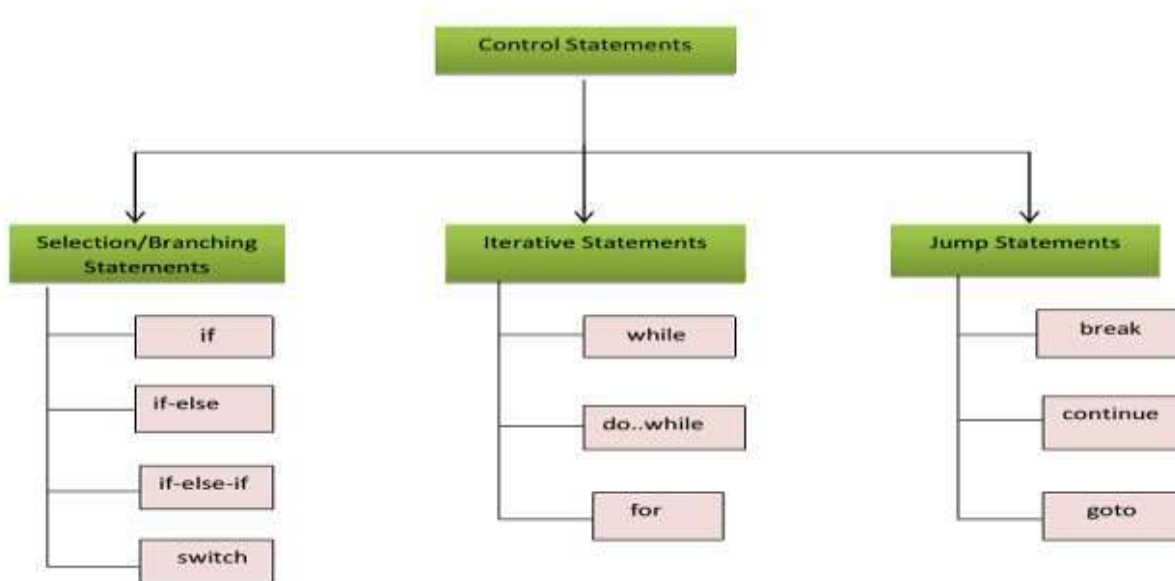 Control Statements
Selection/Branching
Statements
if
if-else
if-else-if
switch
Iterative Statements
while
do..while
for
Jump Statements
break
continue
goto